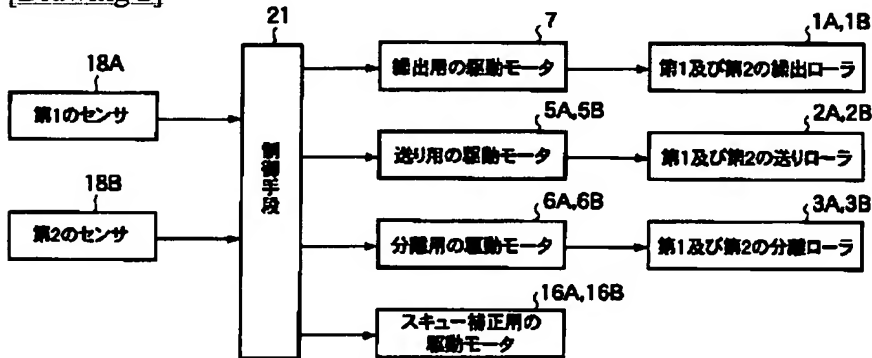 21
7
1A,1B
18A
第1のセンサ
繰出用の駆動モータ
第1及び第2の繰出ローラ
5A,5B
2A,2B
送り用の駆動モータ
第1及び第2の送りローラ
制御手段
18B
第2のセンサ
6A,6B
3A,3B
分離用の駆動モータ
第1及び第2の分離ローラ
16A,16B
スキュー補正用の
駆動モータ